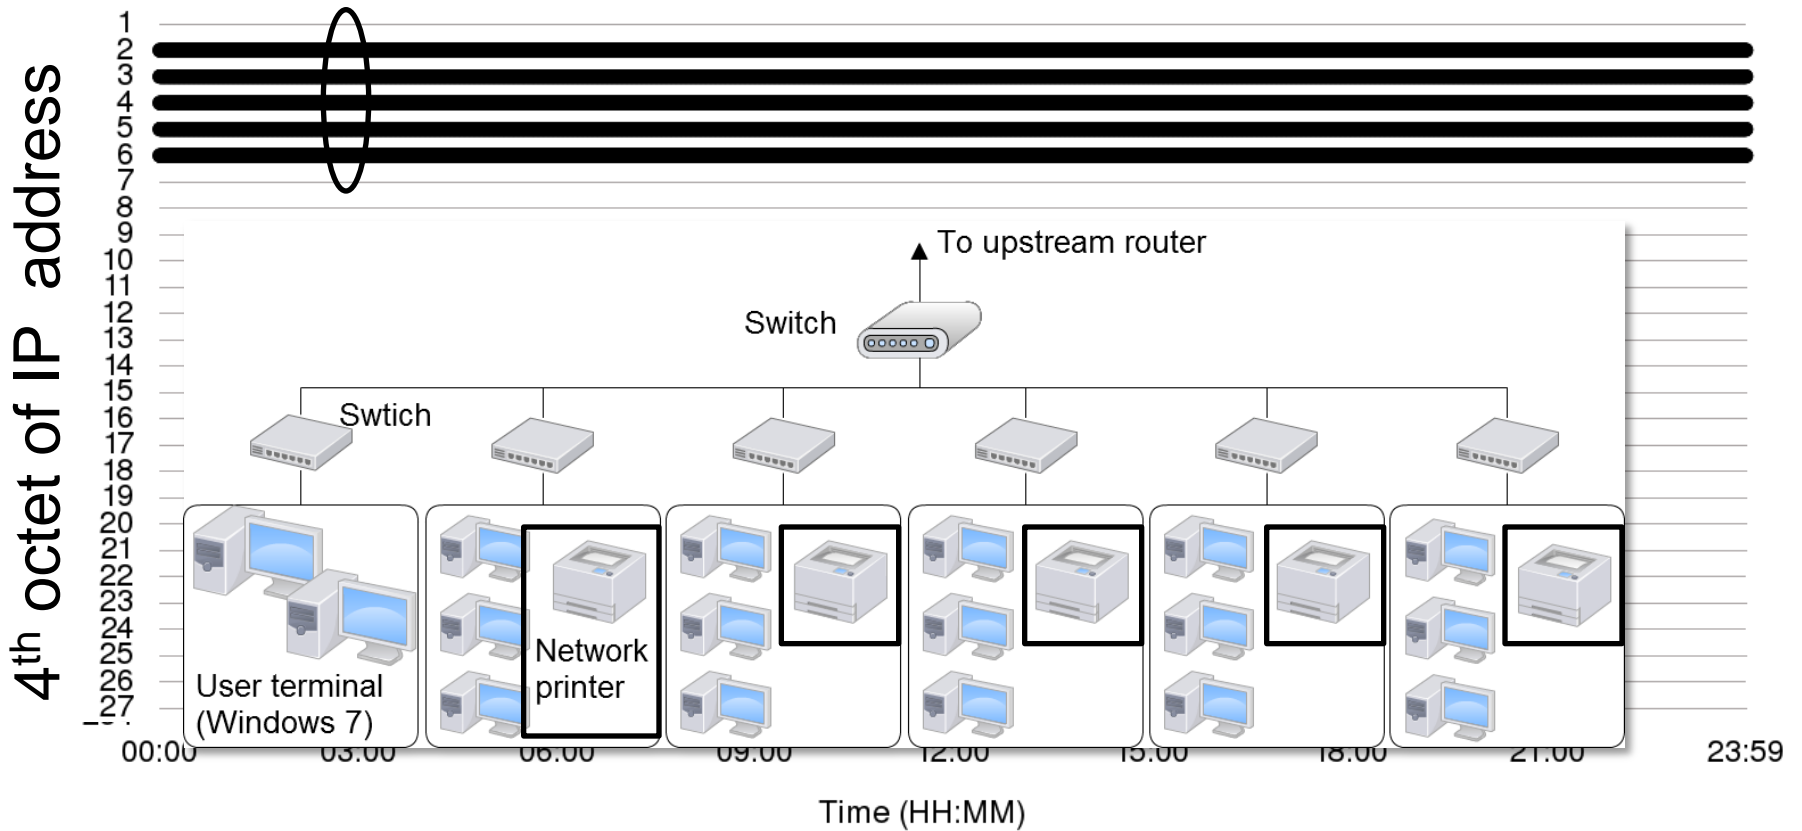 4th octet of IP address
1
2
3
4
5
6
7
8
9
10
11
12
13
14
15
16
17
18
19
20
21
22
23
24
25
26
27
To upstream router
Switch
Swtich
User terminal
(Windows 7)
Network
printer
00:00 03:00 06:00 09:00 12:00 15:00 18:00 21:00 23:59
Time (HH:MM)